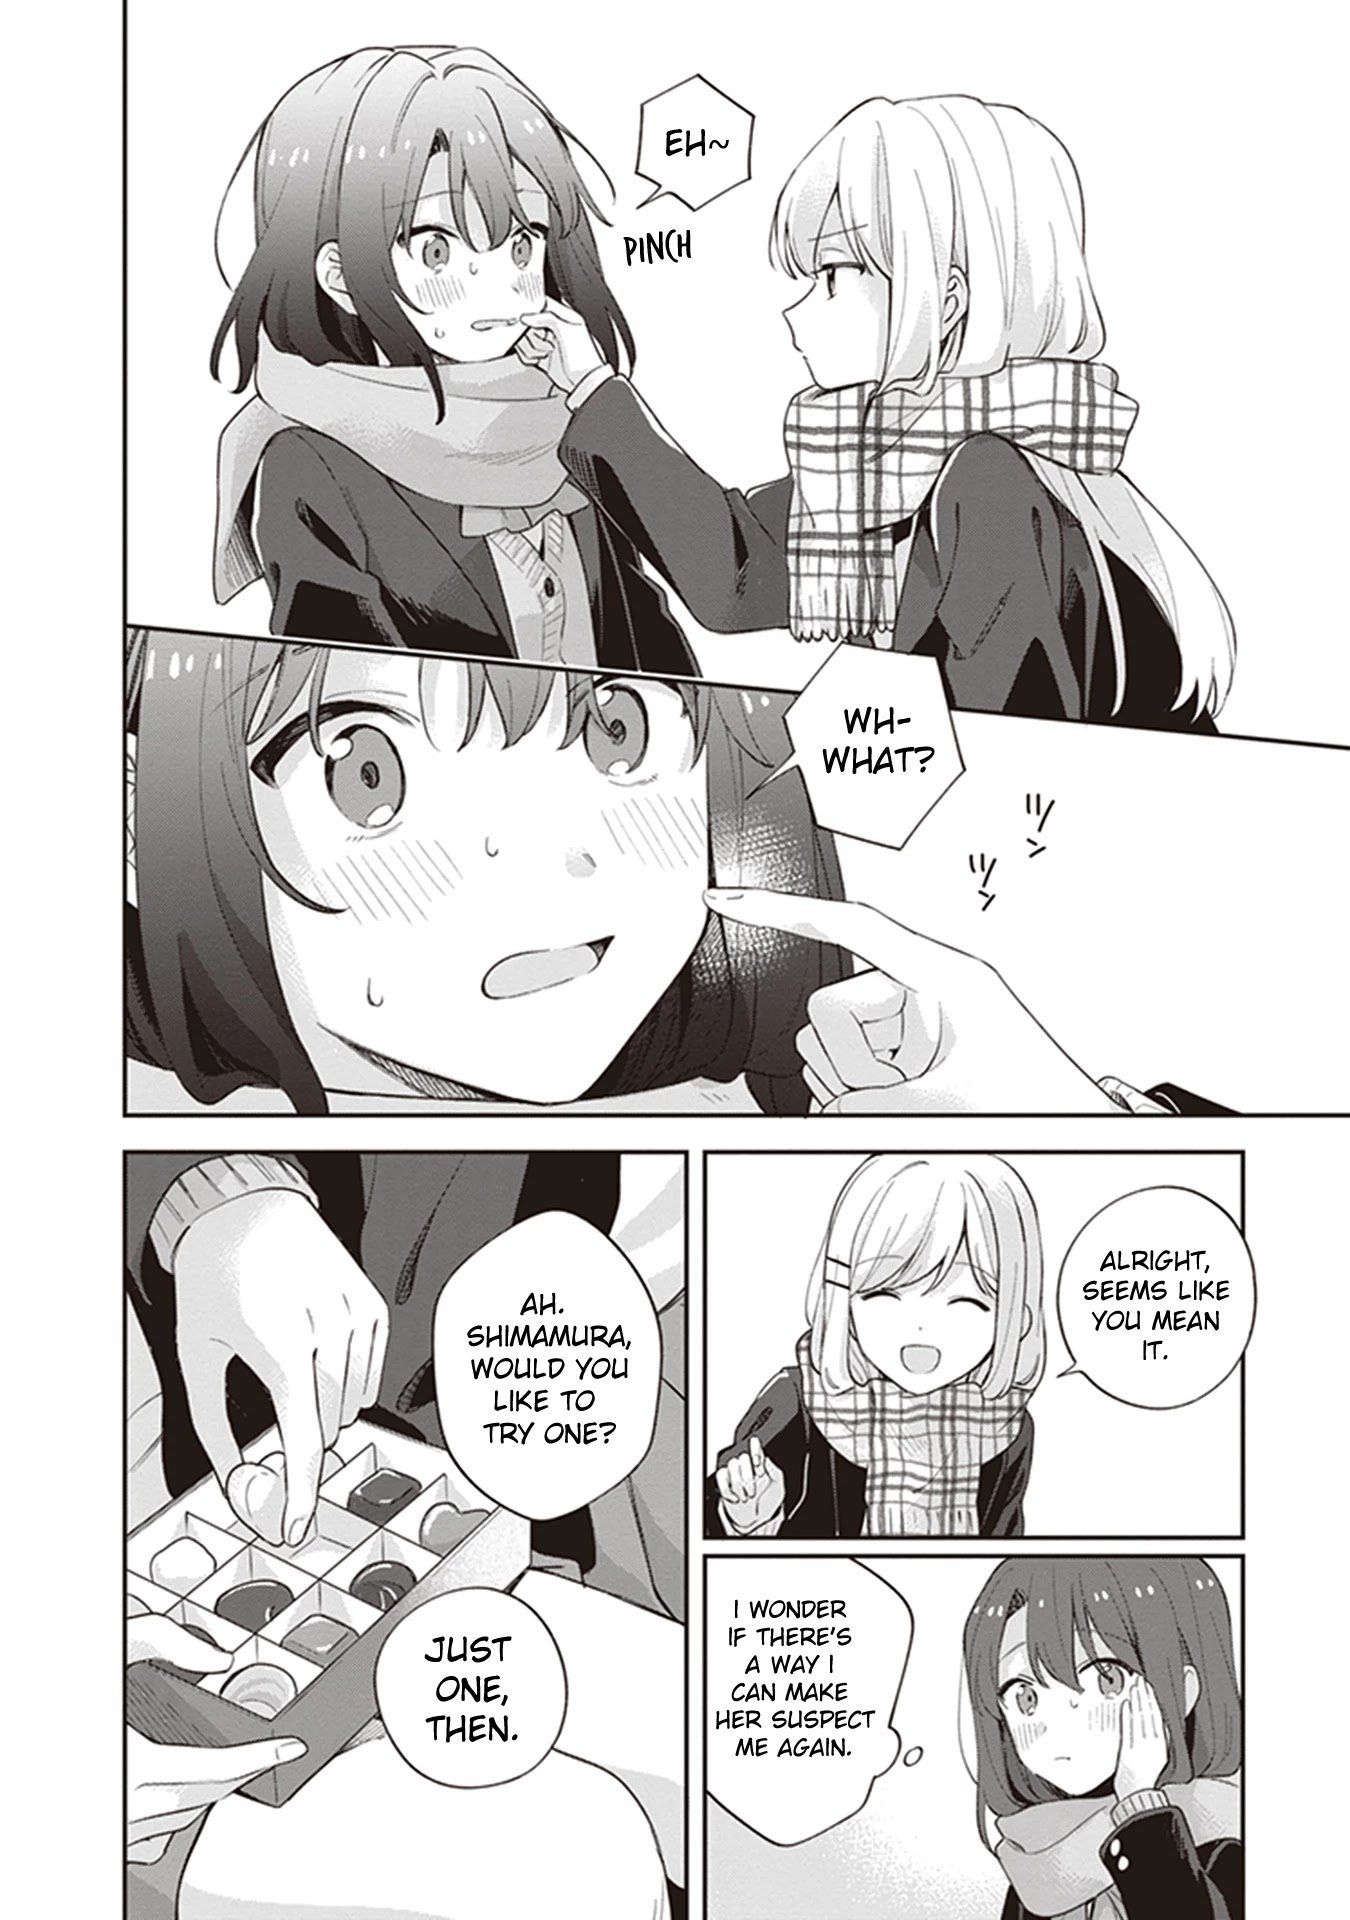 EH~
PINCH
WH-
WHAT?
ツン
ツン
ALRIGHT,
SEEMS LIKE
YOU MEAN
IT.
I WONDER
IF THERE'S
A WAY I
CAN MAKE
HER SUSPECT
ME AGAIN.
AH.
SHIMAMURA,
WOULD YOU
LIKE TO
TRY ONE?
JUST
ONE,
THEN.